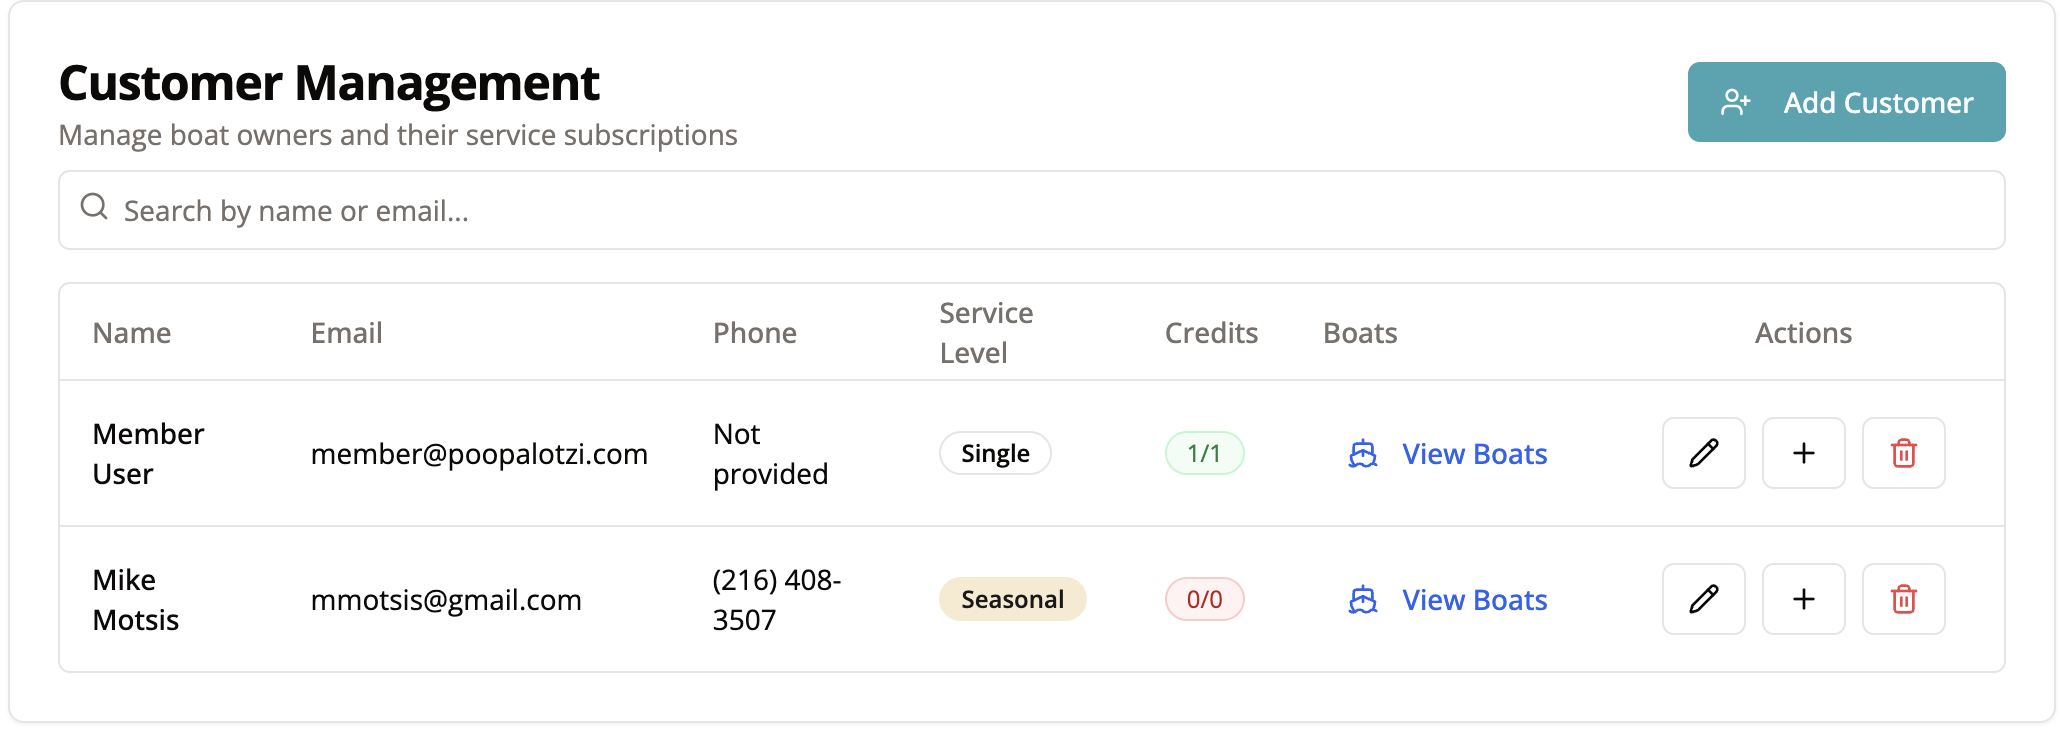 Customer Management
Add Customer
Manage boat owners and their service subscriptions
Search by name or email...
Name
Email
Phone
Service
Level
Credits
Boats
Actions
Member
User
member@poopalotzi.com
Not
provided
Single
1/1
View Boats
Mike
Motsis
mmotsis@gmail.com
(216) 408-
3507
Seasonal
0/0
View Boats